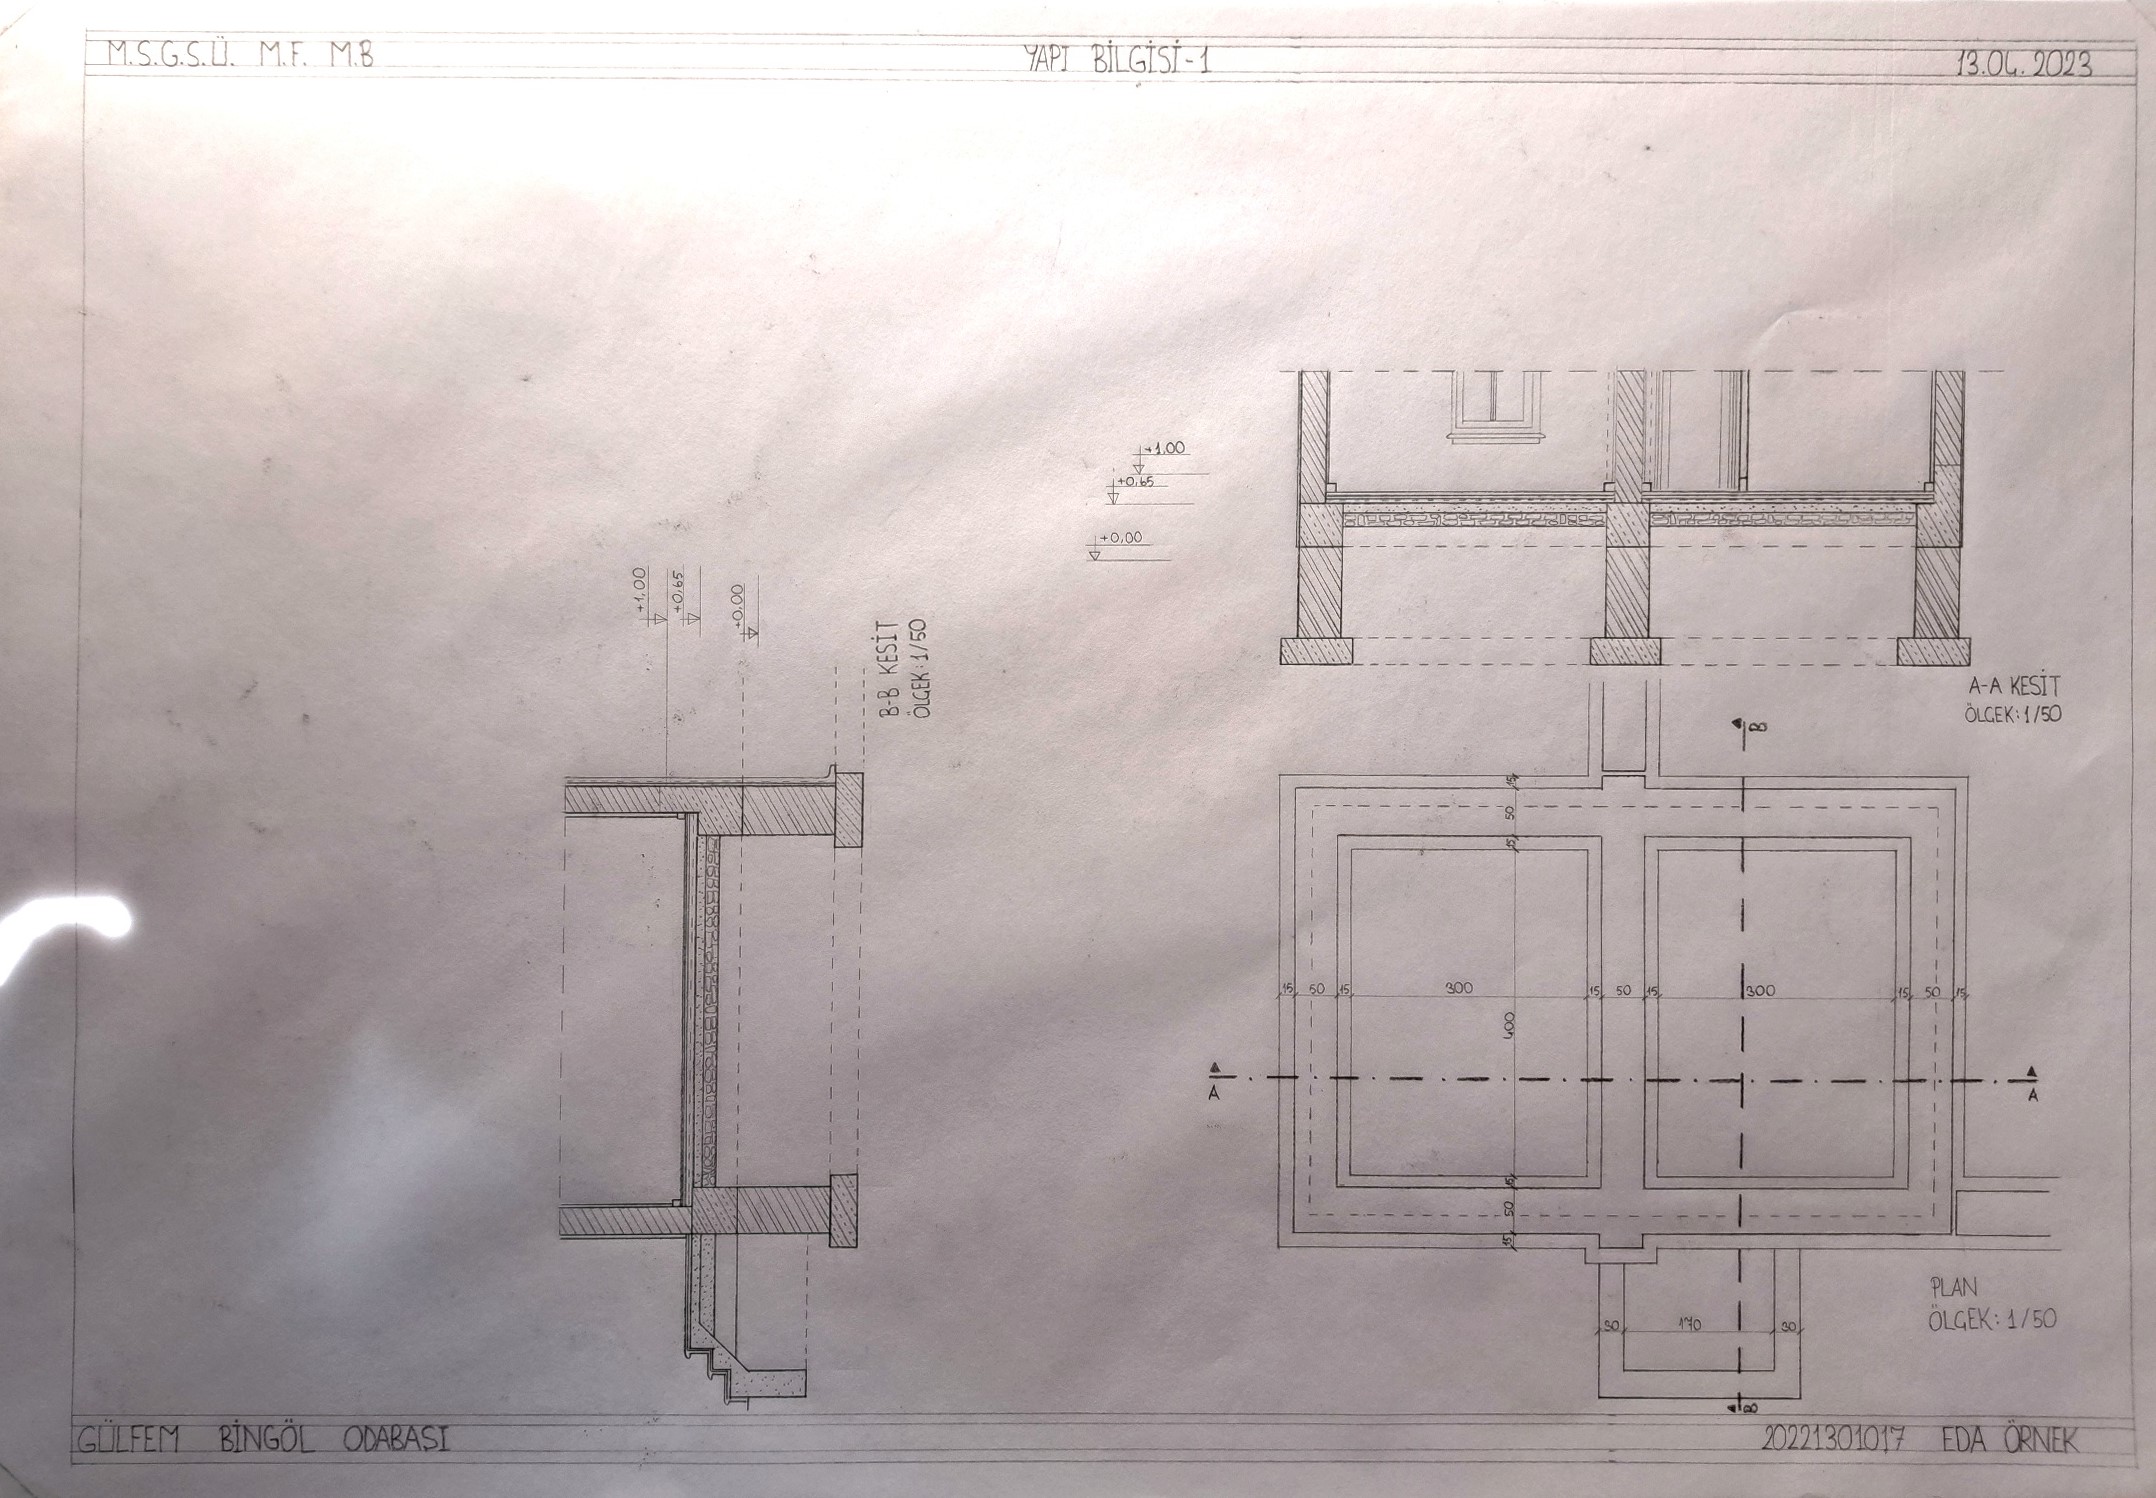 M.S.G.S.Ü. M.F. M.B
YAPI BİLGİSİ-1
13.04.2023
+1,00
+0,65
+0,00
A-A KESİT
ÖLÇEK: 1/50
+1,00
+0,65
+0,00
B-B KESİT
ÖLÇEK: 1/50
B
15
50
15
15 50 15 300 15 50 15 300 15 50 15
400
A A
15
50
15
30 170 30
B
PLAN
ÖLÇEK: 1/50
GÜLFEM BİNGÖL ODABASI
20221301017 EDA ÖRNEK